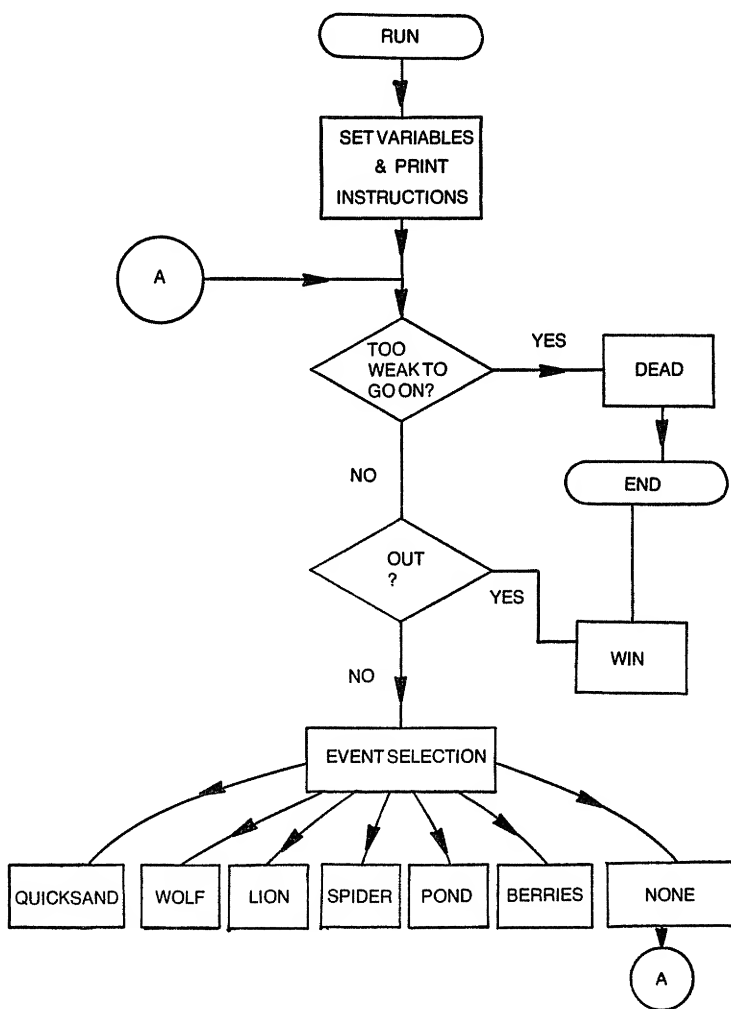 RUN
SET VARIABLES
& PRINT
INSTRUCTIONS
A
TOO
WEAK TO
GO ON?
YES
DEAD
NO
END
OUT
?
YES
WIN
NO
EVENT SELECTION
QUICKSAND
WOLF
LION
SPIDER
POND
BERRIES
NONE
A